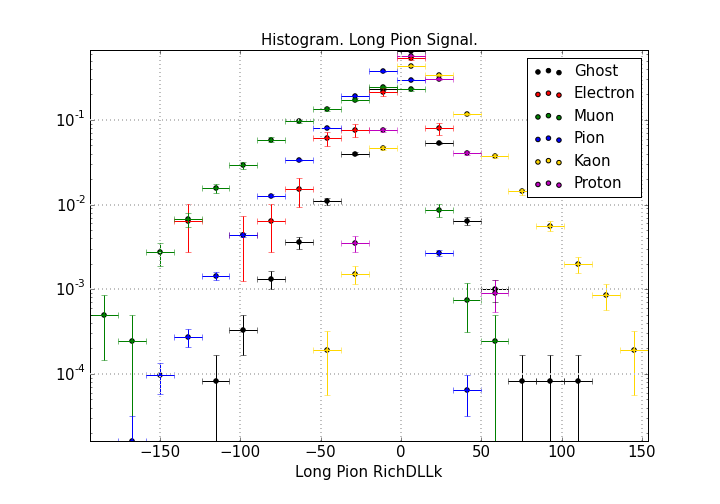 Histogram. Long Pion Signal.
Ghost
Electron
Muon
Pion
Kaon
Proton
10⁻¹
10⁻²
10⁻³
10⁻⁴
−150 −100 −50 0 50 100 150
Long Pion RichDLLk